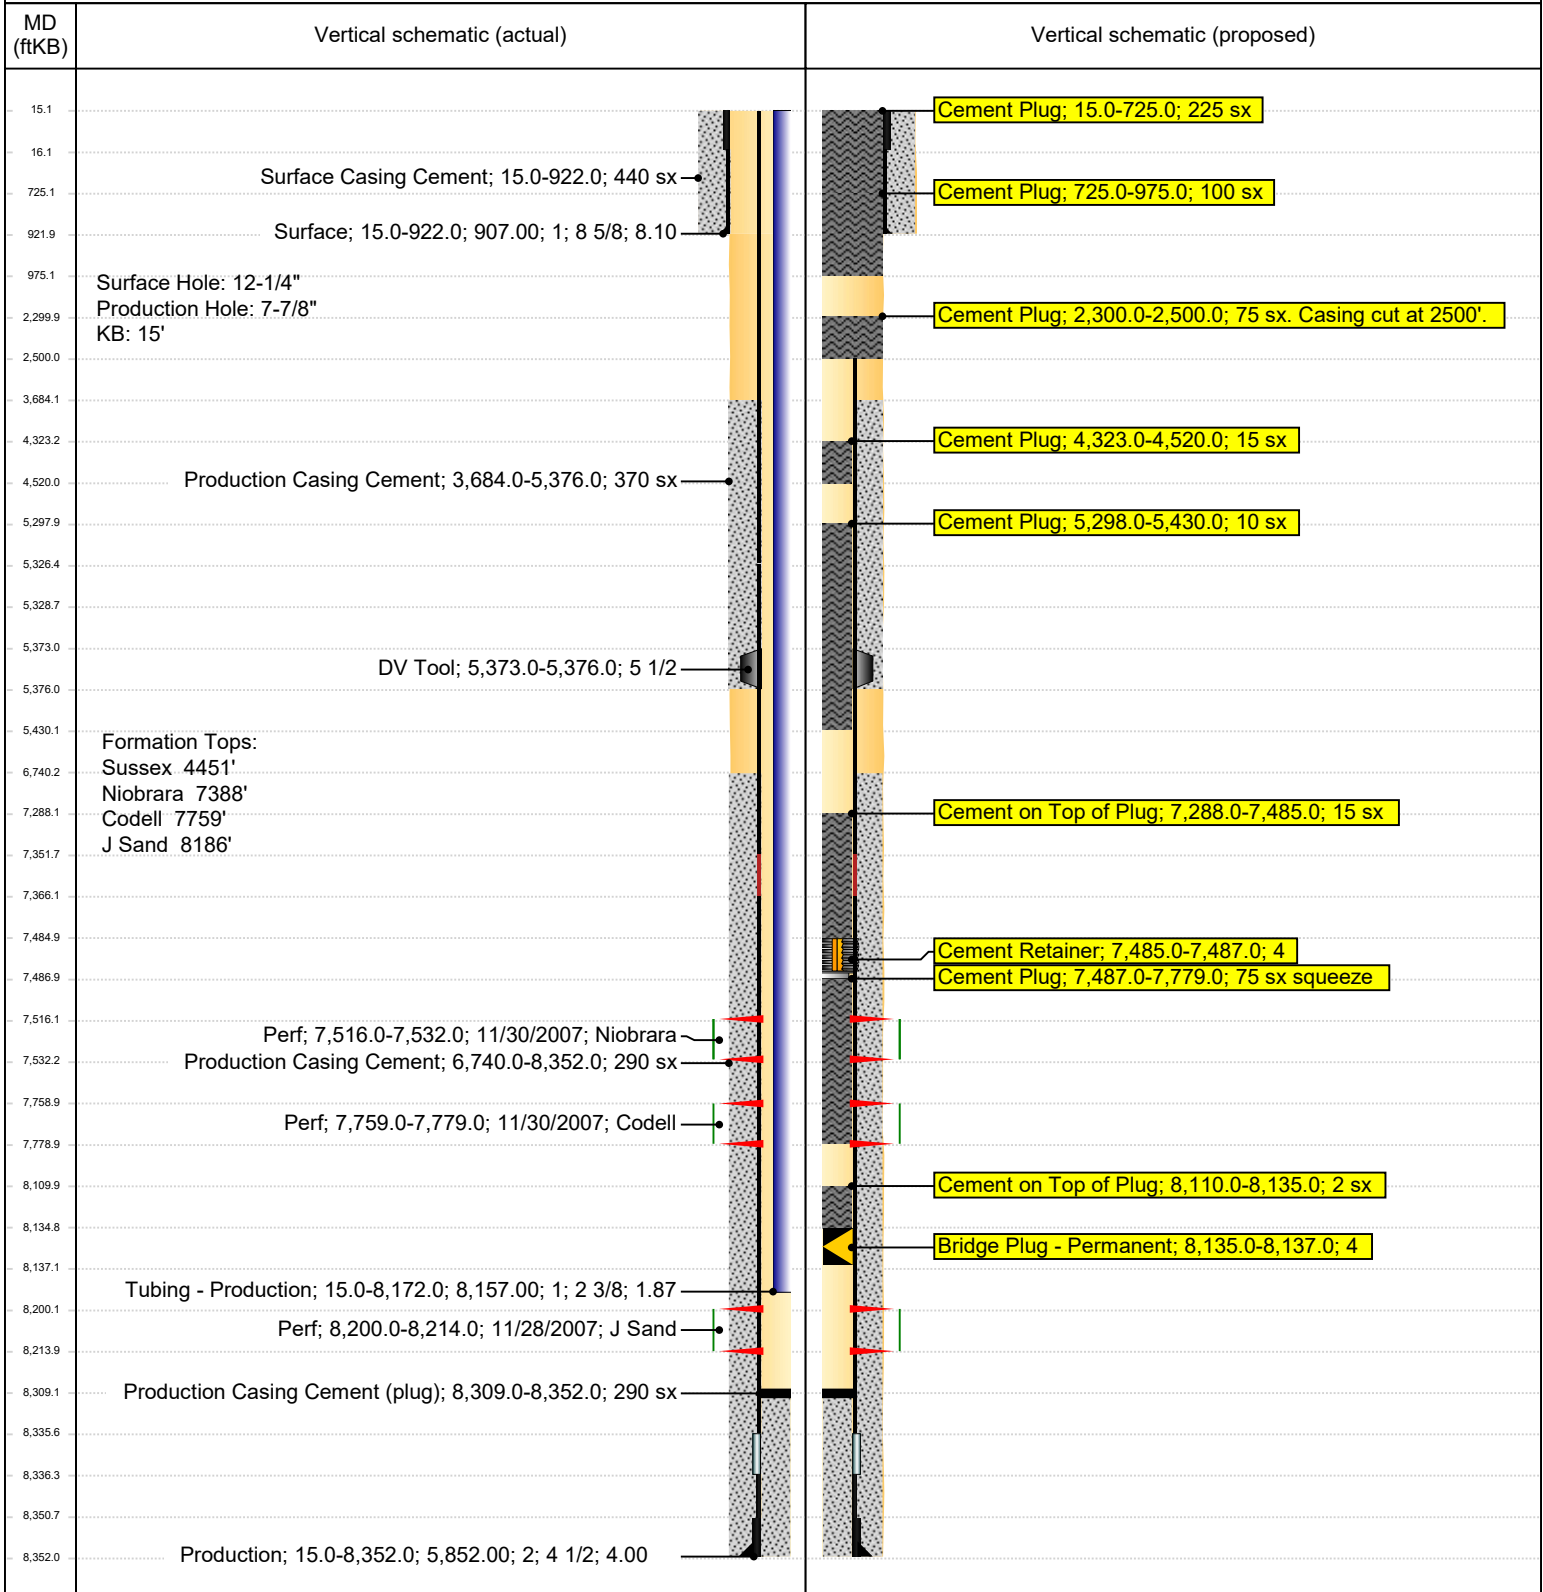 MD
(ftKB)
Vertical schematic (actual)
Vertical schematic (proposed)
15.1
16.1
725.1
921.9
975.1
2,299.9
2,500.0
3,684.1
4,323.2
4,520.0
5,297.9
5,326.4
5,328.7
5,373.0
5,376.0
5,430.1
6,740.2
7,288.1
7,351.7
7,366.1
7,484.9
7,486.9
7,516.1
7,532.2
7,758.9
7,778.9
8,109.9
8,134.8
8,137.1
8,200.1
8,213.9
8,309.1
8,335.6
8,336.3
8,350.7
8,352.0
Surface Casing Cement; 15.0-922.0; 440 sx
Surface; 15.0-922.0; 907.00; 1; 8 5/8; 8.10
Surface Hole: 12-1/4"
Production Hole: 7-7/8"
KB: 15'
Production Casing Cement; 3,684.0-5,376.0; 370 sx
DV Tool; 5,373.0-5,376.0; 5 1/2
Formation Tops:
Sussex 4451'
Niobrara 7388'
Codell 7759'
J Sand 8186'
Perf; 7,516.0-7,532.0; 11/30/2007; Niobrara
Production Casing Cement; 6,740.0-8,352.0; 290 sx
Perf; 7,759.0-7,779.0; 11/30/2007; Codell
Tubing - Production; 15.0-8,172.0; 8,157.00; 1; 2 3/8; 1.87
Perf; 8,200.0-8,214.0; 11/28/2007; J Sand
Production Casing Cement (plug); 8,309.0-8,352.0; 290 sx
Production; 15.0-8,352.0; 5,852.00; 2; 4 1/2; 4.00
Cement Plug; 15.0-725.0; 225 sx
Cement Plug; 725.0-975.0; 100 sx
Cement Plug; 2,300.0-2,500.0; 75 sx. Casing cut at 2500'.
Cement Plug; 4,323.0-4,520.0; 15 sx
Cement Plug; 5,298.0-5,430.0; 10 sx
Cement on Top of Plug; 7,288.0-7,485.0; 15 sx
Cement Retainer; 7,485.0-7,487.0; 4
Cement Plug; 7,487.0-7,779.0; 75 sx squeeze
Cement on Top of Plug; 8,110.0-8,135.0; 2 sx
Bridge Plug - Permanent; 8,135.0-8,137.0; 4